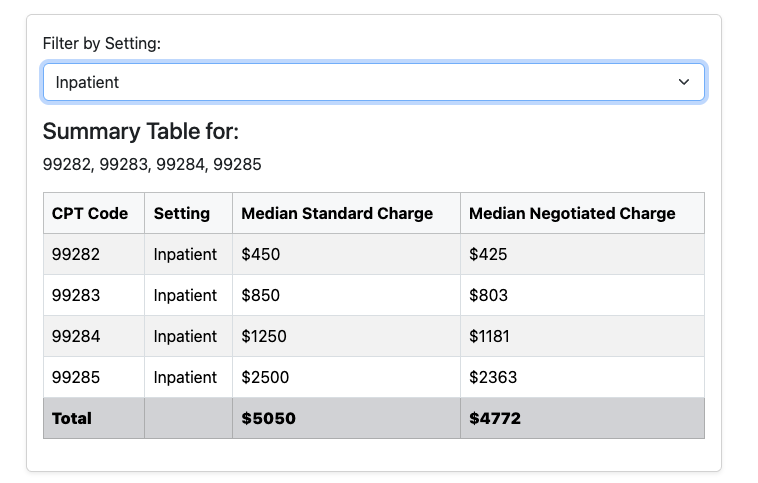 Filter by Setting:
Inpatient
Summary Table for:
99282, 99283, 99284, 99285
CPT Code Setting Median Standard Charge Median Negotiated Charge
99282 Inpatient $450 $425
99283 Inpatient $850 $803
99284 Inpatient $1250 $1181
99285 Inpatient $2500 $2363
Total $5050 $4772